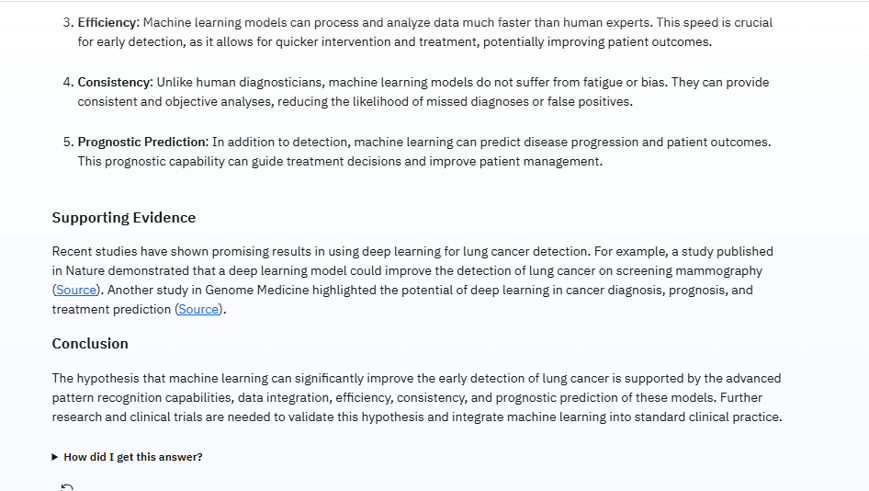 3. Efficiency: Machine learning models can process and analyze data much faster than human experts. This speed is crucial
for early detection, as it allows for quicker intervention and treatment, potentially improving patient outcomes.
4. Consistency: Unlike human diagnosticians, machine learning models do not suffer from fatigue or bias. They can provide
consistent and objective analyses, reducing the likelihood of missed diagnoses or false positives.
5. Prognostic Prediction: In addition to detection, machine learning can predict disease progression and patient outcomes.
This prognostic capability can guide treatment decisions and improve patient management.
Supporting Evidence
Recent studies have shown promising results in using deep learning for lung cancer detection. For example, a study published
in Nature demonstrated that a deep learning model could improve the detection of lung cancer on screening mammography
(Source). Another study in Genome Medicine highlighted the potential of deep learning in cancer diagnosis, prognosis, and
treatment prediction (Source).
Conclusion
The hypothesis that machine learning can significantly improve the early detection of lung cancer is supported by the advanced
pattern recognition capabilities, data integration, efficiency, consistency, and prognostic prediction of these models. Further
research and clinical trials are needed to validate this hypothesis and integrate machine learning into standard clinical practice.
How did I get this answer?